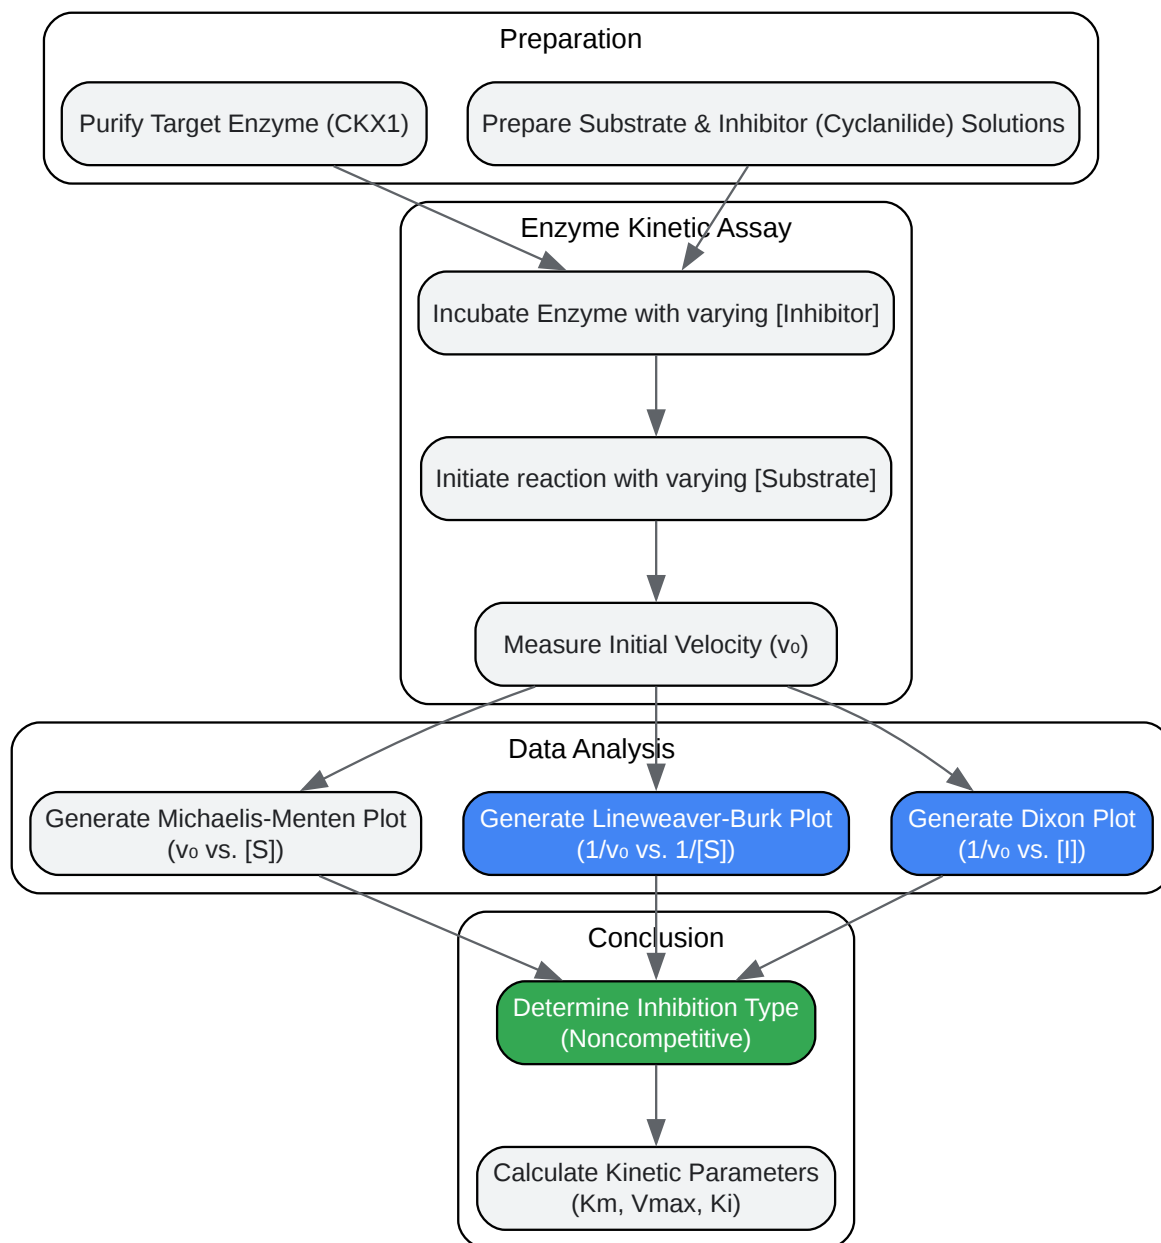 Preparation
Purify Target Enzyme (CKX1)
Prepare Substrate & Inhibitor (Cyclanilide) Solutions
Enzyme Kinetic Assay
Incubate Enzyme with varying [Inhibitor]
Initiate reaction with varying [Substrate]
Measure Initial Velocity (v₀)
Data Analysis
Generate Michaelis-Menten Plot
(v₀ vs. [S])
Generate Lineweaver-Burk Plot
(1/v₀ vs. 1/[S])
Generate Dixon Plot
(1/v₀ vs. [I])
Conclusion
Determine Inhibition Type
(Noncompetitive)
Calculate Kinetic Parameters
(Km, Vmax, Ki)